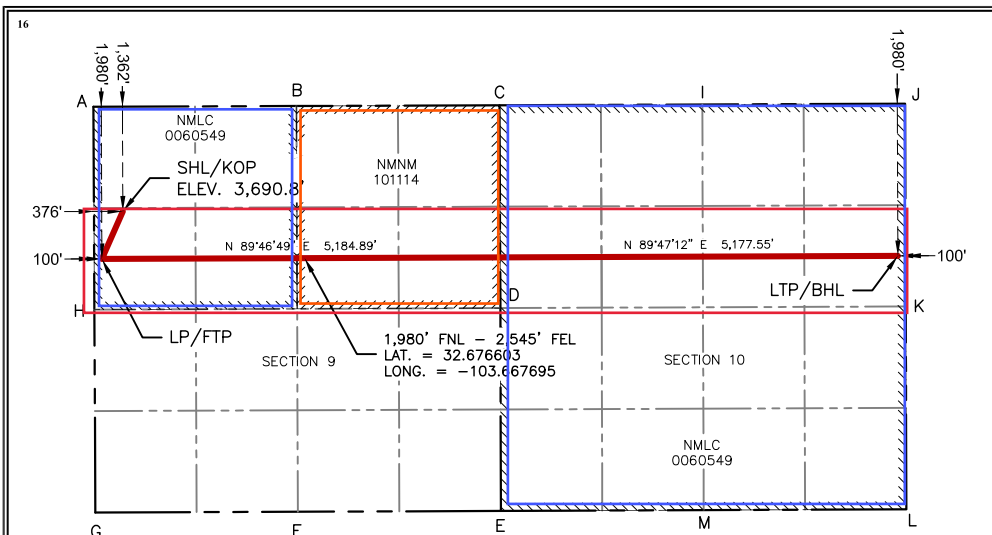 16
1,980'
1,362'
1,980'
A
B
C
I
J
NMLC
0060549
SHL/KOP
ELEV. 3,690.8'
NMNM
101114
376'
N 89°46'49" E 5,184.89'
N 89°47'12" E 5,177.55'
100'
100'
LTP/BHL
H
D
K
LP/FTP
1,980' FNL – 2,545' FEL
LAT. = 32.676603
LONG. = -103.667695
SECTION 9
SECTION 10
NMLC
0060549
G
F
E
M
L